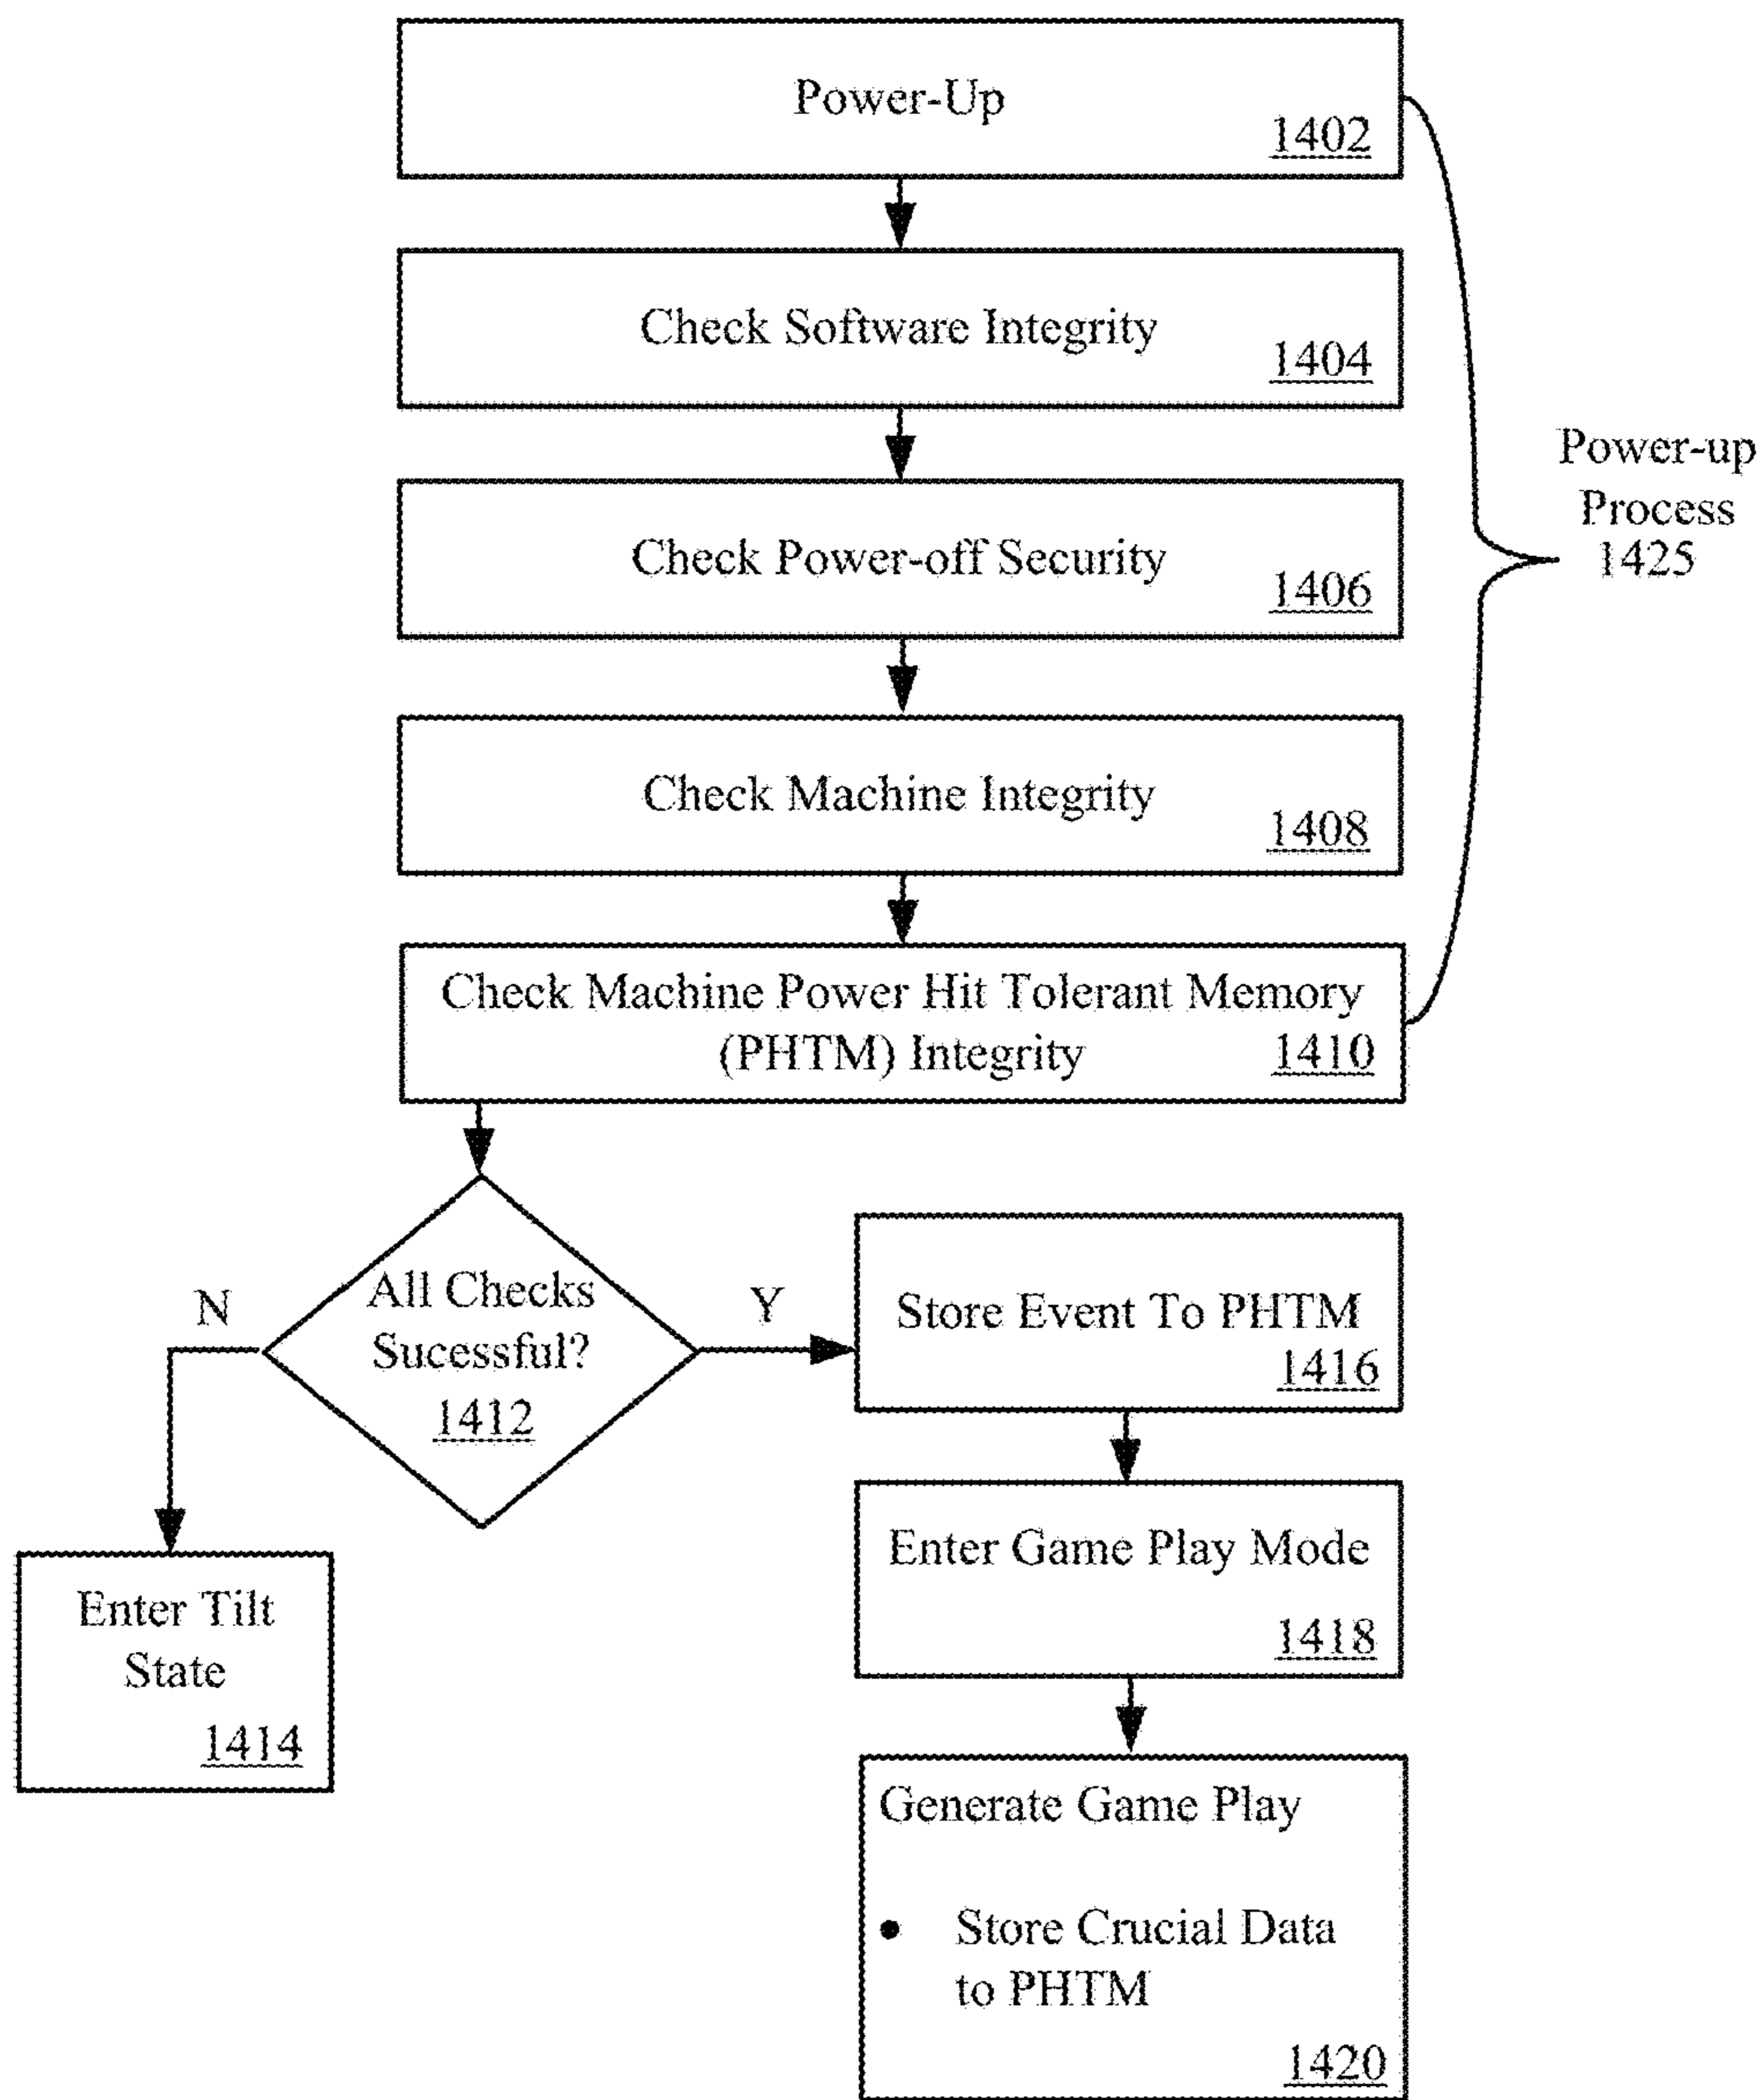 Power-Up
1402
Check Software Integrity
1404
Power-up
Process
1425
Check Power-off Security
1406
Check Machine Integrity
1408
Check Machine Power Hit Tolerant Memory
(PHTM) Integrity 1410
N
All Checks
Sucessful?
1412
Y
Store Event To PHTM
1416
Enter Game Play Mode
1418
Enter Tilt
State
1414
Generate Game Play
• Store Crucial Data
to PHTM
1420